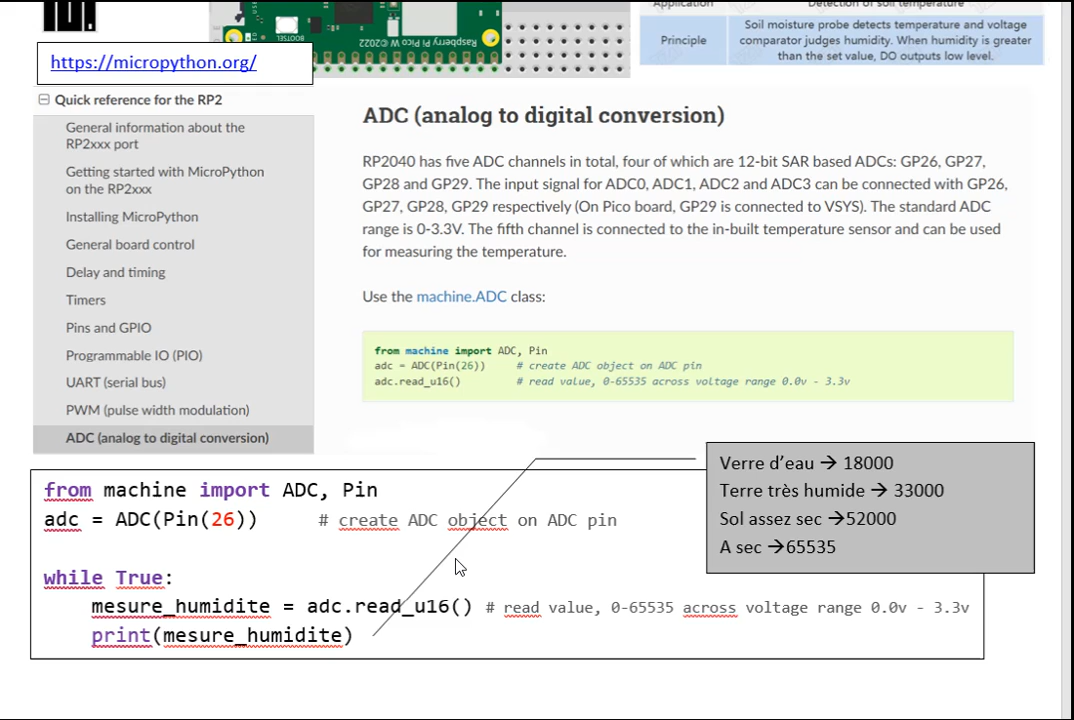 Application
Detection of soil temperature
Principle
Soil moisture probe detects temperature and voltage
comparator judges humidity. When humidity is greater
than the set value, DO outputs low level.
BOOTSEL
Raspberry Pi Pico W ©2022
https://micropython.org/
Quick reference for the RP2
General information about the
RP2xxx port
Getting started with MicroPython
on the RP2xxx
Installing MicroPython
General board control
Delay and timing
Timers
Pins and GPIO
Programmable IO (PIO)
UART (serial bus)
PWM (pulse width modulation)
ADC (analog to digital conversion)
ADC (analog to digital conversion)
RP2040 has five ADC channels in total, four of which are 12-bit SAR based ADCs: GP26, GP27,
GP28 and GP29. The input signal for ADC0, ADC1, ADC2 and ADC3 can be connected with GP26,
GP27, GP28, GP29 respectively (On Pico board, GP29 is connected to VSYS). The standard ADC
range is 0-3.3V. The fifth channel is connected to the in-built temperature sensor and can be used
for measuring the temperature.
Use the machine.ADC class:
from machine import ADC, Pin
adc = ADC(Pin(26)) # create ADC object on ADC pin
adc.read_u16() # read value, 0-65535 across voltage range 0.0v - 3.3v
from machine import ADC, Pin
adc = ADC(Pin(26)) # create ADC object on ADC pin
while True:
mesure_humidite = adc.read_u16() # read value, 0-65535 across voltage range 0.0v - 3.3v
print(mesure_humidite)
Verre d’eau → 18000
Terre très humide → 33000
Sol assez sec →52000
A sec →65535